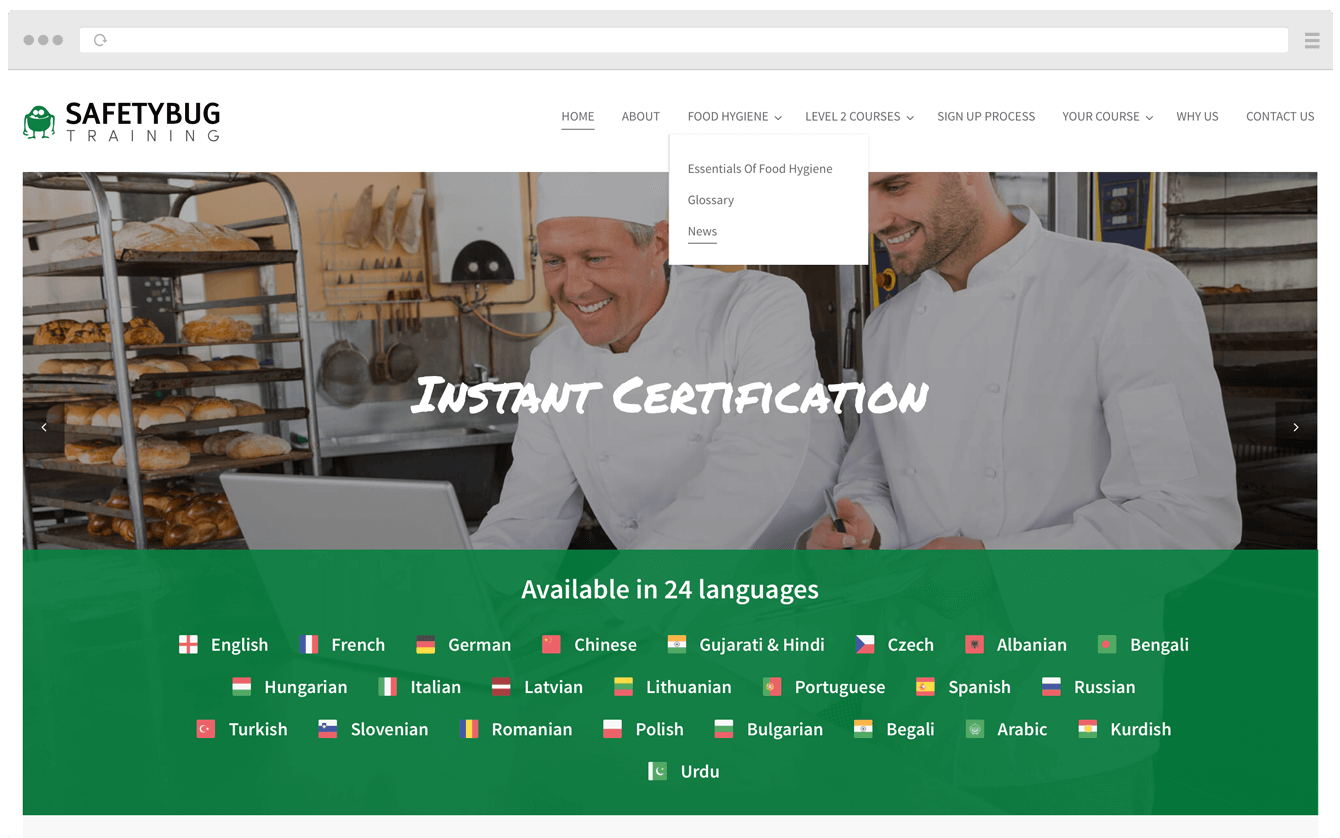 SAFETYBUG
TRAINING
HOME ABOUT FOOD HYGIENE LEVEL 2 COURSES SIGN UP PROCESS YOUR COURSE WHY US CONTACT US
Essentials Of Food Hygiene
Glossary
News
Instant Certification
Available in 24 languages
English French German Chinese Gujarati & Hindi Czech Albanian Bengali
Hungarian Italian Latvian Lithuanian Portuguese Spanish Russian
Turkish Slovenian Romanian Polish Bulgarian Begali Arabic Kurdish
Urdu